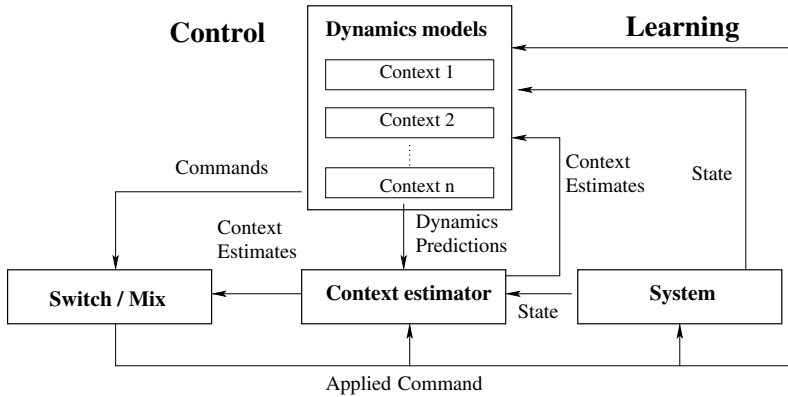 Control
Dynamics models
Learning
Context 1
Context 2
Context n
Commands
Context
Estimates
State
Context
Estimates
Dynamics
Predictions
Switch / Mix
Context estimator
System
State
Applied Command